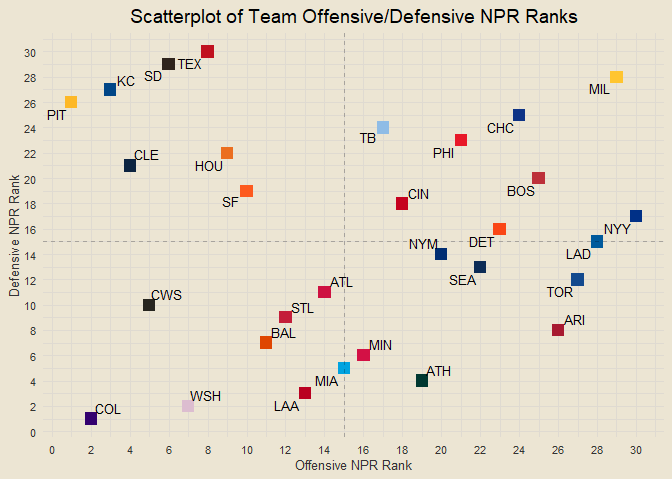 Scatterplot of Team Offensive/Defensive NPR Ranks
Defensive NPR Rank
30
28
26
24
22
20
18
16
14
12
10
8
6
4
2
0
TEX
SD
KC
PIT
MIL
CHC
TB
PHI
CLE
HOU
SF
BOS
CIN
NYY
DET
NYM
LAD
SEA
TOR
ATL
CWS
STL
ARI
BAL
MIN
MIA
ATH
LAA
WSH
COL
0 2 4 6 8 10 12 14 16 18 20 22 24 26 28 30
Offensive NPR Rank